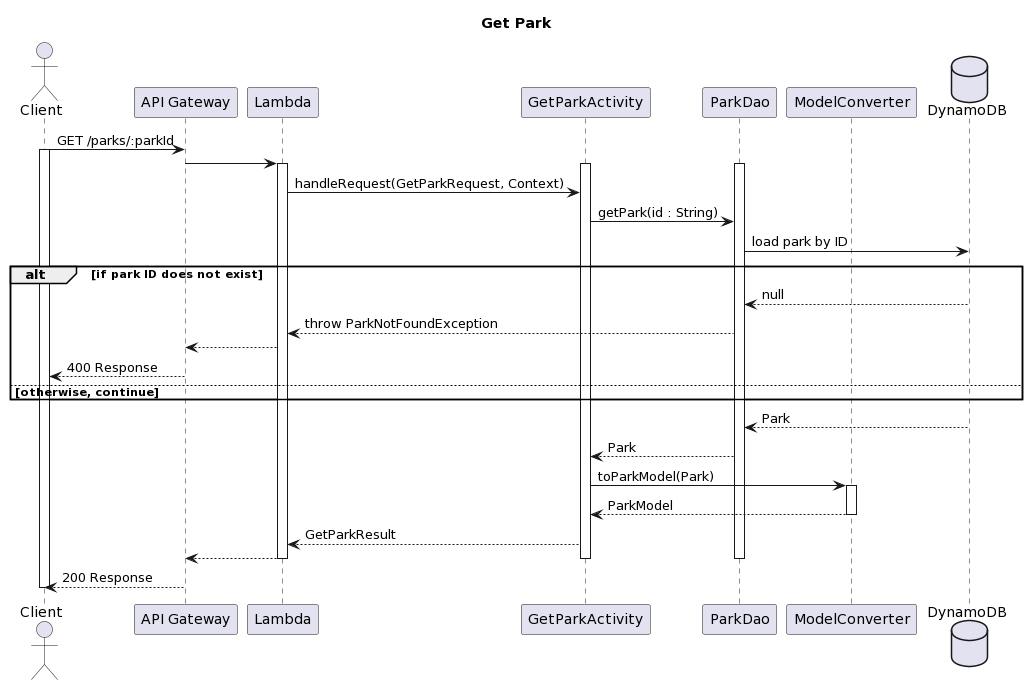 Get Park
Client
API Gateway
Lambda
GetParkActivity
ParkDao
ModelConverter
DynamoDB
GET /parks/:parkId
handleRequest(GetParkRequest, Context)
getPark(id : String)
load park by ID
alt
[if park ID does not exist]
null
throw ParkNotFoundException
400 Response
[otherwise, continue]
Park
Park
toParkModel(Park)
ParkModel
GetParkResult
200 Response
Client
API Gateway
Lambda
GetParkActivity
ParkDao
ModelConverter
DynamoDB